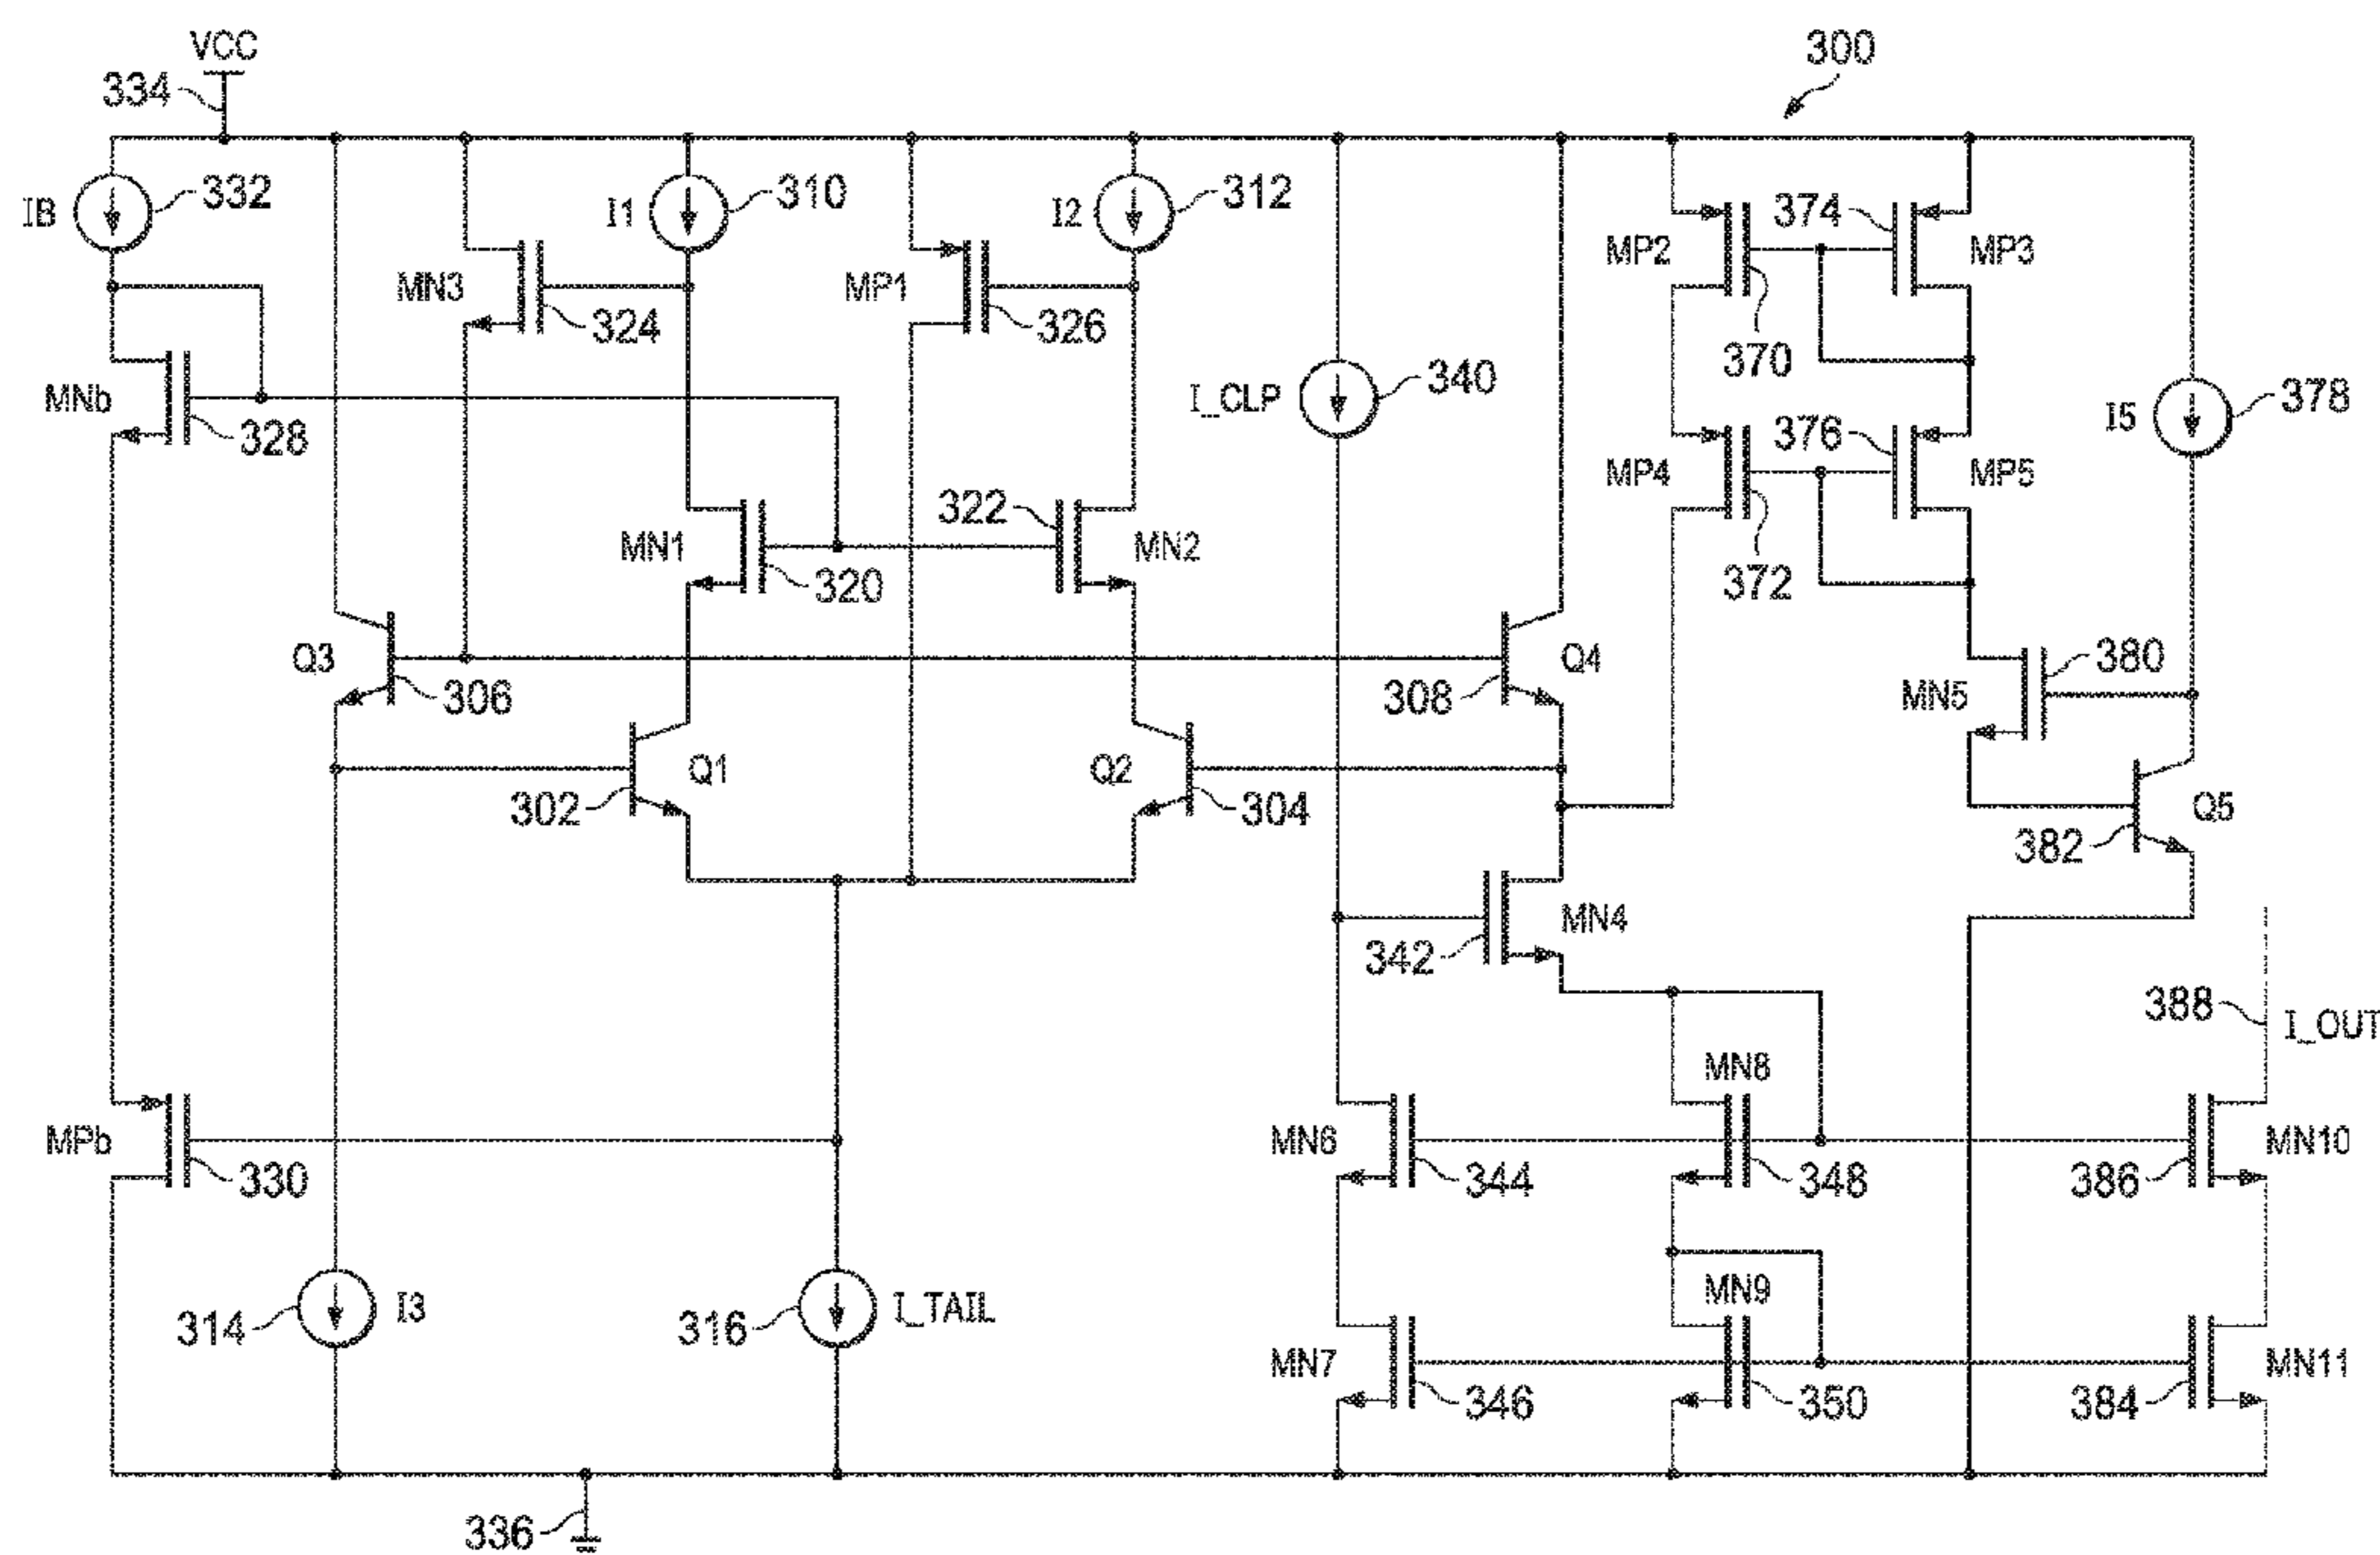 VCC
300
334
IB
332
I1
310
I2
312
374
MP2
MP3
MN3
324
MP1
326
370
MNb
328
I_CLP
340
376
MP4
MP5
I5
378
322
MN1
320
MN2
372
Q3
306
Q4
308
MN5
380
Q1
302
Q2
304
Q5
382
342
MN4
388
I_OUT
MN8
MPb
330
MN6
344
348
386
MN10
314
I3
316
I_TAIL
MN9
MN7
346
350
384
MN11
336